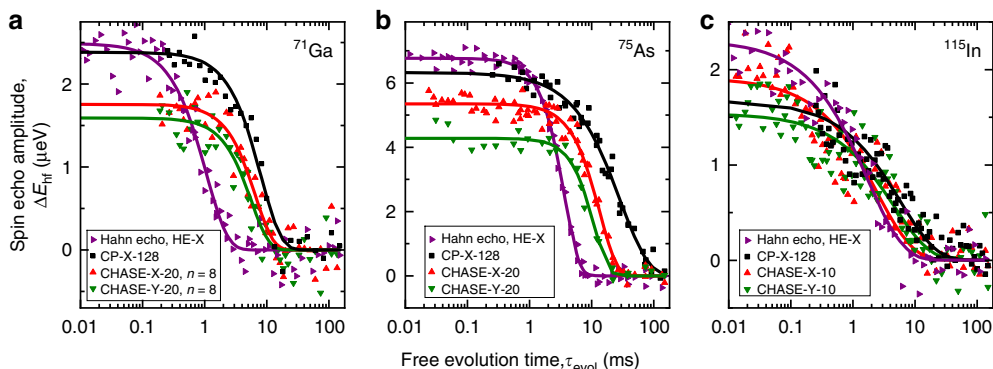 a
b
c
⁷¹Ga
⁷⁵As
¹¹⁵In
Spin echo amplitude,
ΔE_hf (μeV)
2
1
0
6
4
2
0
2
1
0
Hahn echo, HE-X
CP-X-128
CHASE-X-20, n = 8
CHASE-Y-20, n = 8
Hahn echo, HE-X
CP-X-128
CHASE-X-20
CHASE-Y-20
Hahn echo, HE-X
CP-X-128
CHASE-X-10
CHASE-Y-10
0.01 0.1 1 10 100
0.01 0.1 1 10 100
0.01 0.1 1 10 100
Free evolution time,τ_evol (ms)